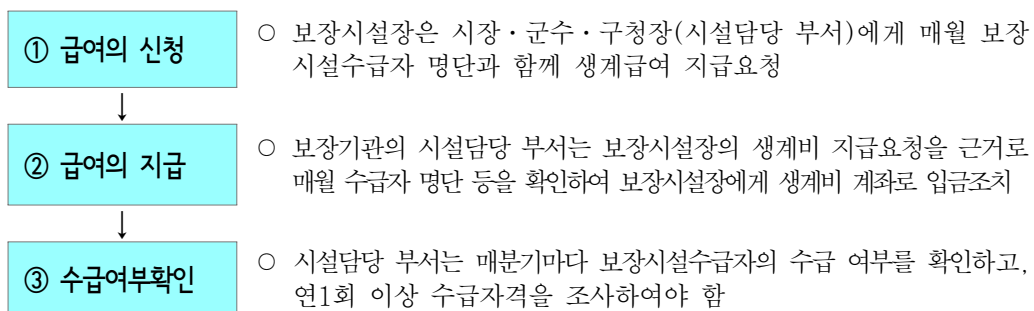 ① 급여의 신청
○ 보장시설장은 시장·군수·구청장(시설담당 부서)에게 매월 보장
시설수급자 명단과 함께 생계급여 지급요청
↓
② 급여의 지급
○ 보장기관의 시설담당 부서는 보장시설장의 생계비 지급요청을 근거로
매월 수급자 명단 등을 확인하여 보장시설장에게 생계비 계좌로 입금조치
↓
③ 수급여부확인
○ 시설담당 부서는 매분기마다 보장시설수급자의 수급 여부를 확인하고,
연1회 이상 수급자격을 조사하여야 함